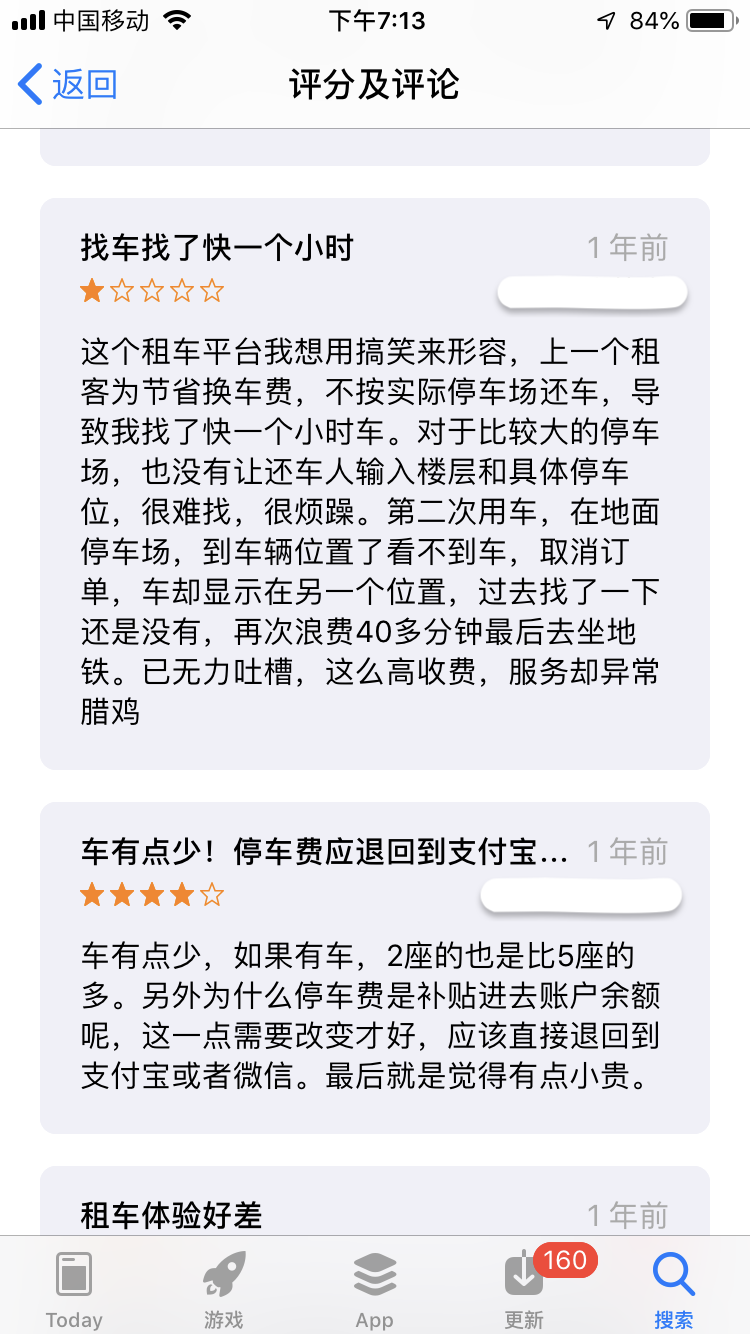 中国移动 下午7:13 84%
返回 评分及评论
找车找了快一个小时 1年前
这个租车平台我想用搞笑来形容，上一个租
客为节省换车费，不按实际停车场还车，导
致我找了快一个小时车。对于比较大的停车
场，也没有让还车人输入楼层和具体停车
位，很难找，很烦躁。第二次用车，在地面
停车场，到车辆位置了看不到车，取消订
单，车却显示在另一个位置，过去找了一下
还是没有，再次浪费40多分钟最后去坐地
铁。已无力吐槽，这么高收费，服务却异常
腊鸡
车有点少！停车费应退回到支付宝... 1年前
车有点少，如果有车，2座的也是比5座的
多。另外为什么停车费是补贴进去账户余额
呢，这一点需要改变才好，应该直接退回到
支付宝或者微信。最后就是觉得有点小贵。
租车体验好差 1年前
160
Today 游戏 App 更新 搜索